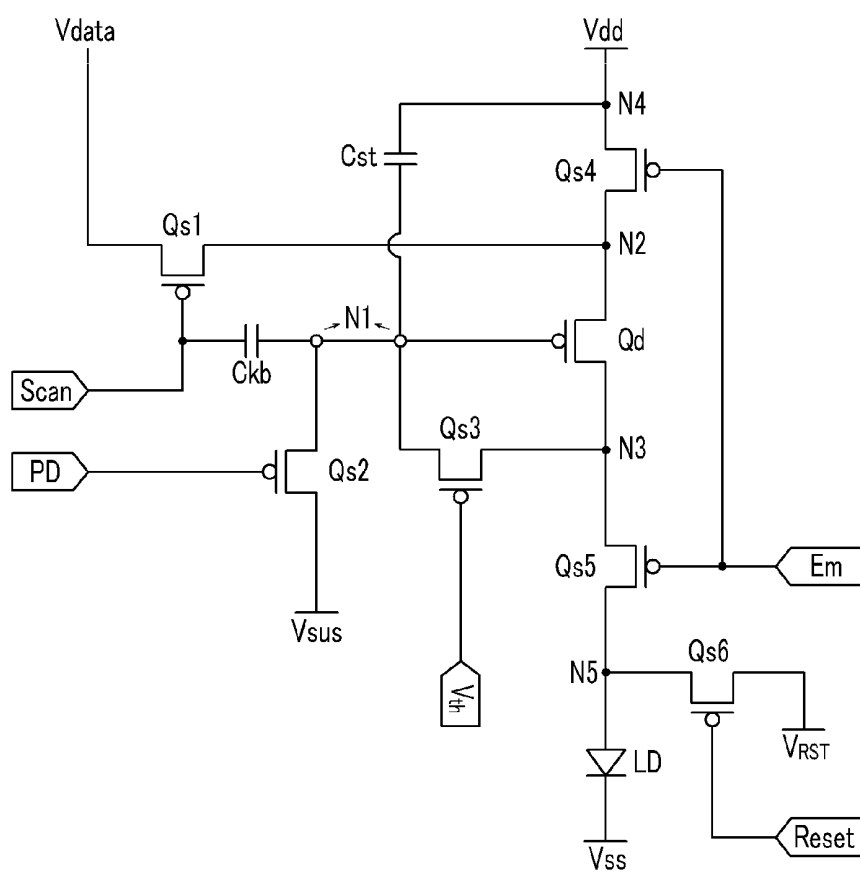 Vdata
Vdd
N4
Cst
Qs4
Qs1
N2
N1
Qd
Ckb
Scan
Qs3
N3
PD
Qs2
Qs5
Em
Vsus
Qs6
N5
Vth
VRST
LD
Reset
Vss